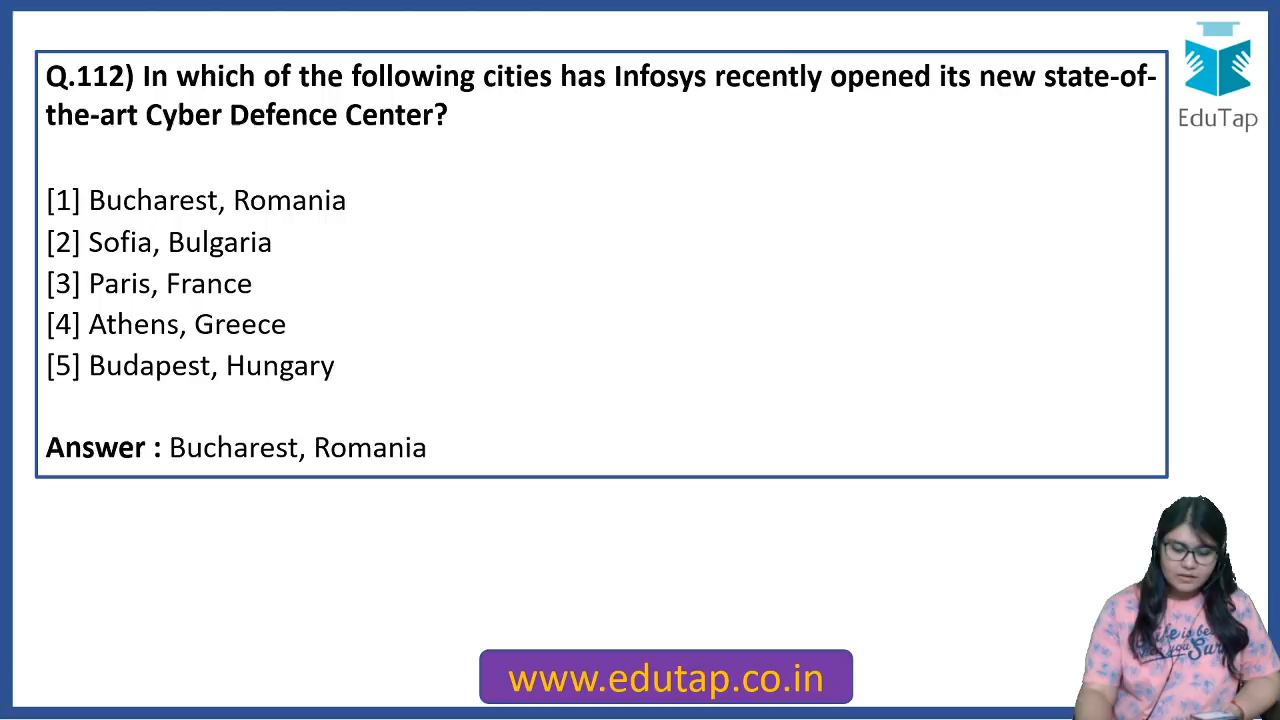 Q.112) In which of the following cities has Infosys recently opened its new state-of-
the-art Cyber Defence Center?
[1] Bucharest, Romania
[2] Sofia, Bulgaria
[3] Paris, France
[4] Athens, Greece
[5] Budapest, Hungary
Answer : Bucharest, Romania
EduTap
www.edutap.co.in